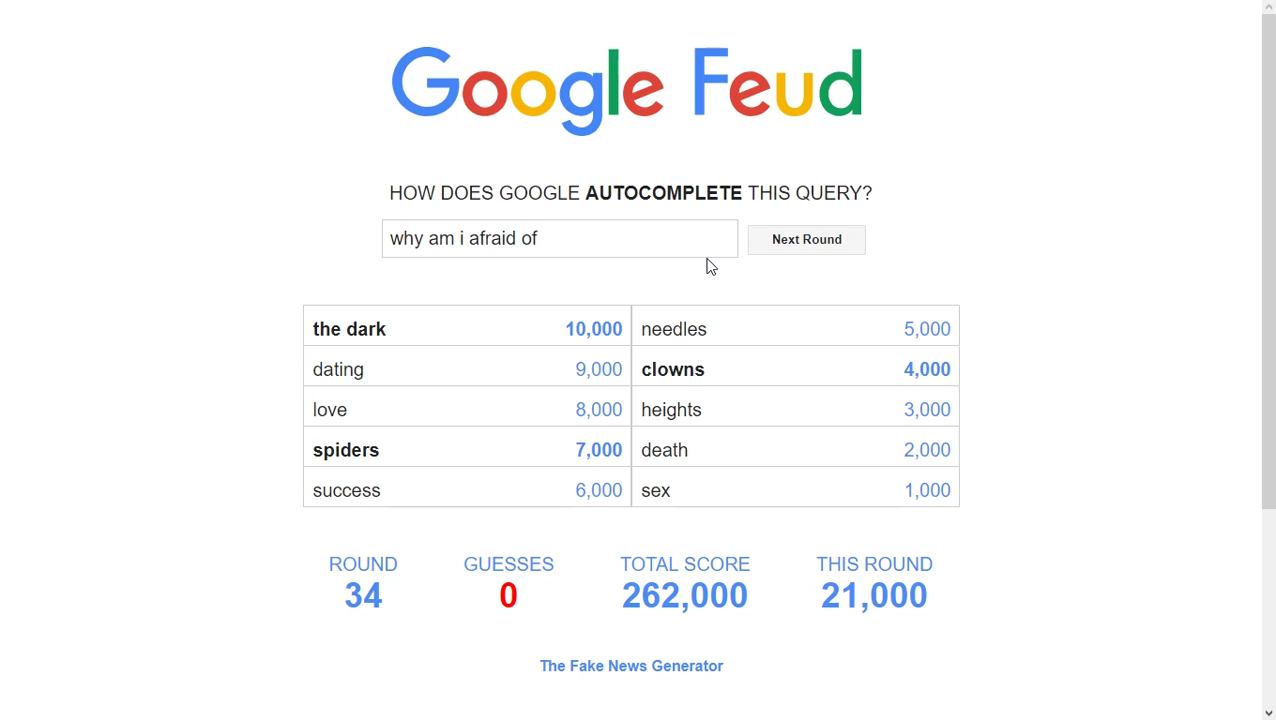 Google Feud
HOW DOES GOOGLE AUTOCOMPLETE THIS QUERY?
why am i afraid of
Next Round
the dark 10,000 needles 5,000
dating 9,000 clowns 4,000
love 8,000 heights 3,000
spiders 7,000 death 2,000
success 6,000 sex 1,000
ROUND GUESSES TOTAL SCORE THIS ROUND
34 0 262,000 21,000
The Fake News Generator